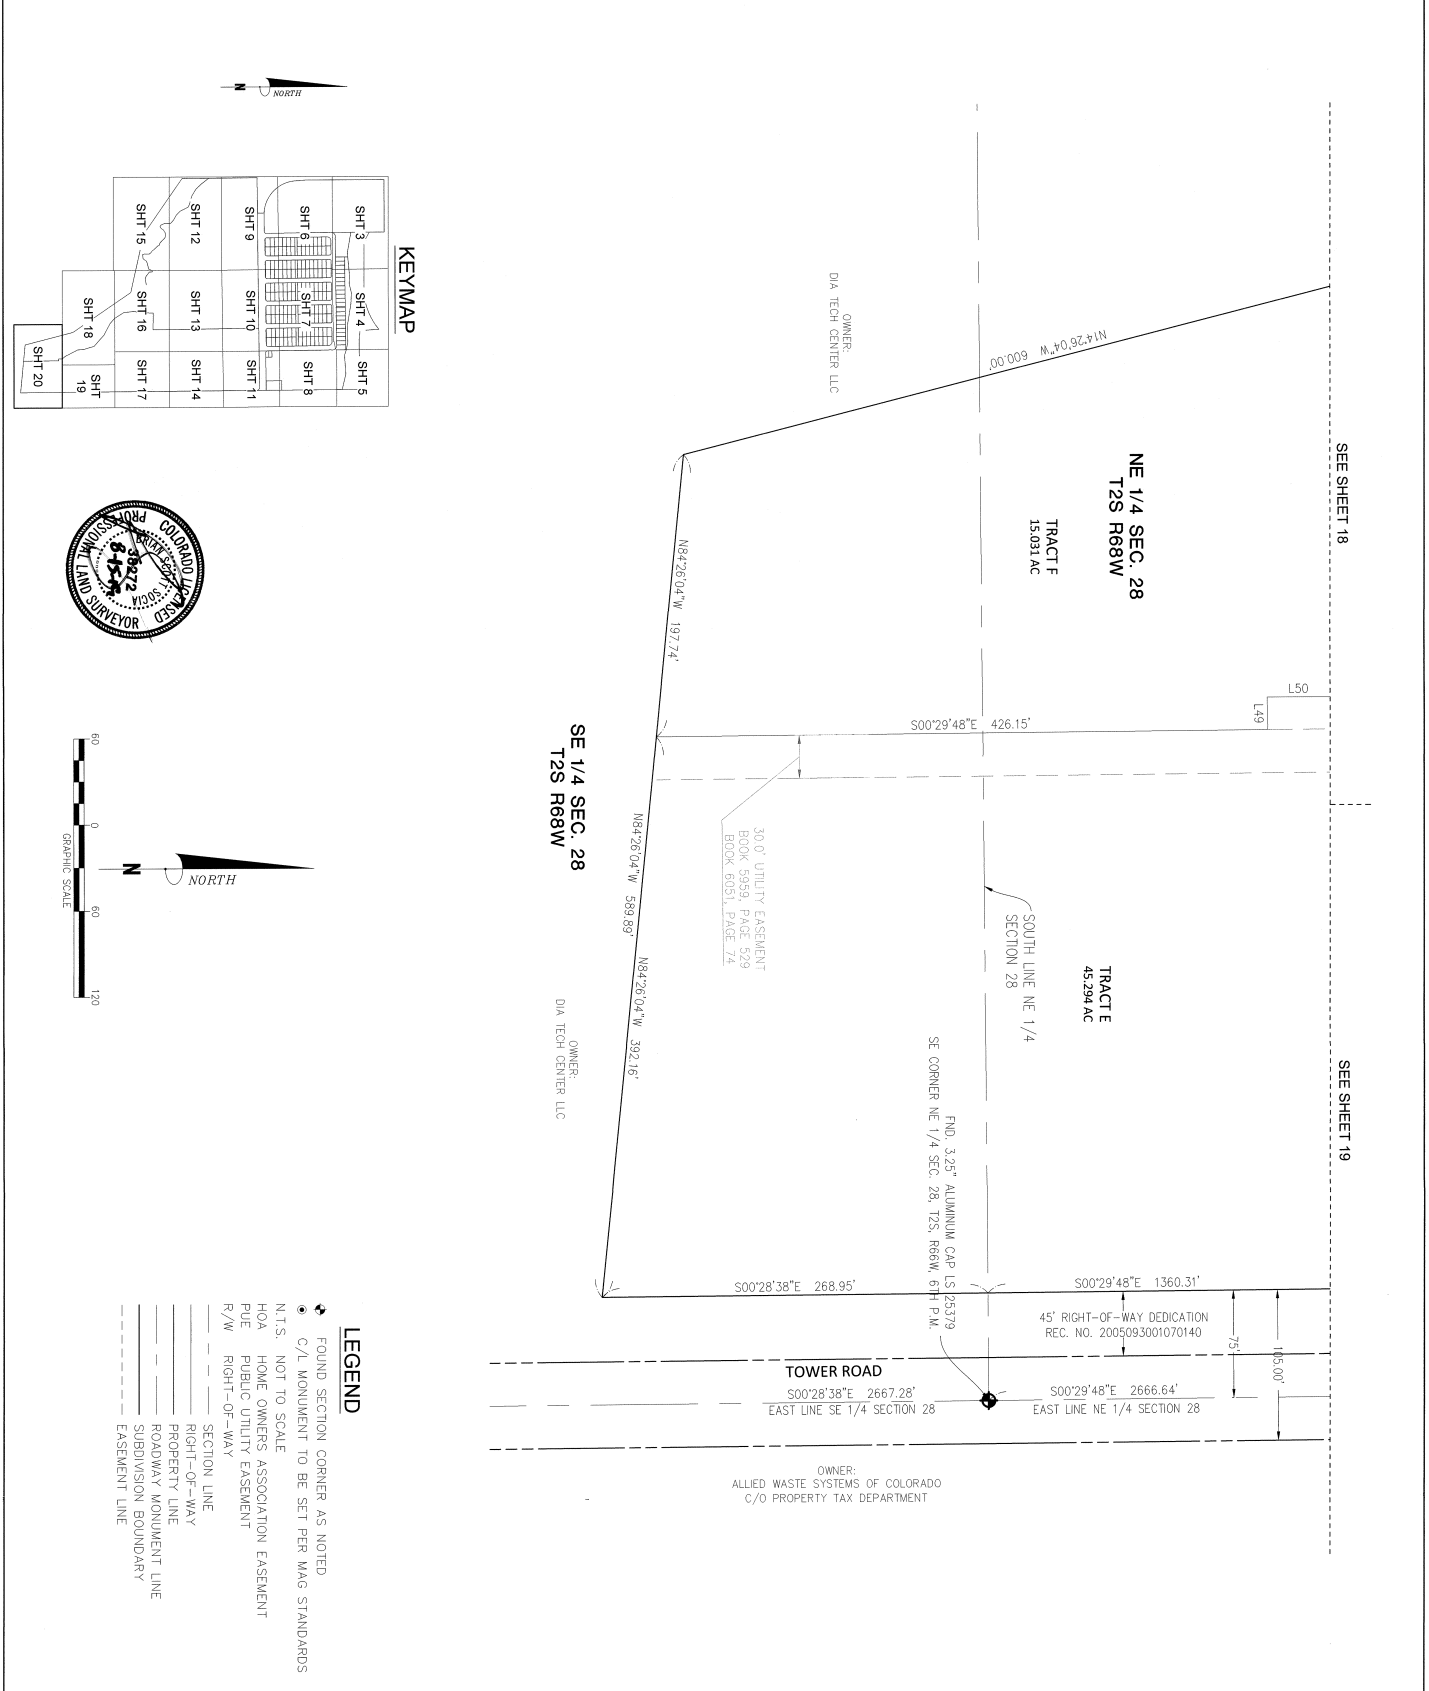 SEE SHEET 18
SEE SHEET 19
NE 1/4 SEC. 28
T2S R68W
TRACT F
15.031 AC
TRACT E
45.294 AC
L50
L49
N14°26'04"W 600.00'
S00°29'48"E 426.15'
SOUTH LINE NE 1/4
SECTION 28
OWNER:
DIA TECH CENTER LLC
N84°26'04"W 197.74'
N84°26'04"W 589.89'
N84°26'04"W 392.16'
30.0' UTILITY EASEMENT
BOOK 5959, PAGE 529
BOOK 6051, PAGE 74
SE 1/4 SEC. 28
T2S R68W
OWNER:
DIA TECH CENTER LLC
FND. 3.25" ALUMINUM CAP LS 25379
SE CORNER NE 1/4 SEC. 28, T2S, R66W, 6TH P.M.
S00°28'38"E 268.95'
S00°29'48"E 1360.31'
45' RIGHT-OF-WAY DEDICATION
REC. NO. 2005093001070140
75'
105.00'
TOWER ROAD
S00°28'38"E 2667.28'
EAST LINE SE 1/4 SECTION 28
S00°29'48"E 2666.64'
EAST LINE NE 1/4 SECTION 28
OWNER:
ALLIED WASTE SYSTEMS OF COLORADO
C/O PROPERTY TAX DEPARTMENT
N
NORTH
KEYMAP
SHT 3
SHT 4
SHT 5
SHT 6
SHT 7
SHT 8
SHT 9
SHT 10
SHT 11
SHT 12
SHT 13
SHT 14
SHT 15
SHT 16
SHT 17
SHT 18
SHT
19
SHT 20
COLORADO LICENSED
PROFESSIONAL LAND SURVEYOR
BRIAN SCOTT SOCIA
38272
N
NORTH
60
0
60
120
GRAPHIC SCALE
LEGEND
FOUND SECTION CORNER AS NOTED
C/L MONUMENT TO BE SET PER MAG STANDARDS
N.T.S. NOT TO SCALE
HOA HOME OWNERS ASSOCIATION EASEMENT
PUE PUBLIC UTILITY EASEMENT
R/W RIGHT-OF-WAY
SECTION LINE
RIGHT-OF-WAY
PROPERTY LINE
ROADWAY MONUMENT LINE
SUBDIVISION BOUNDARY
EASEMENT LINE